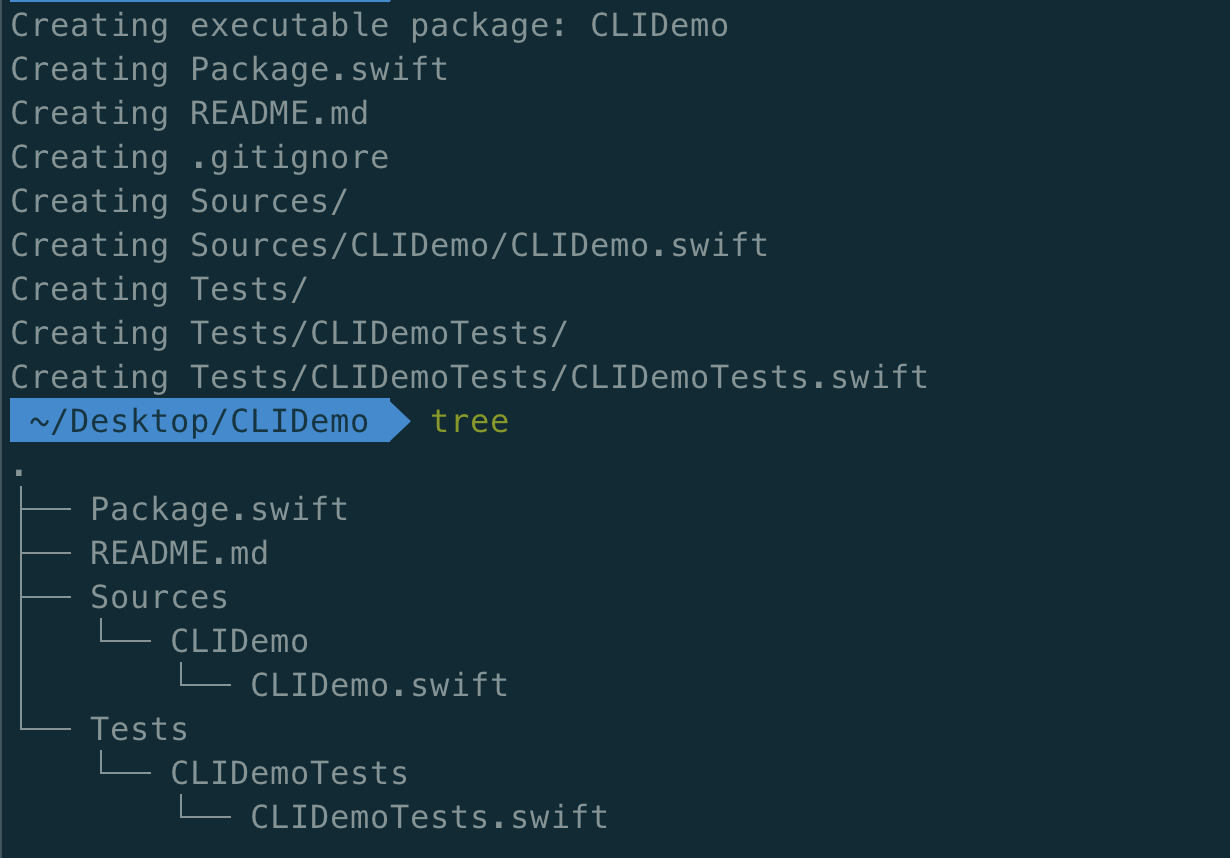 Creating executable package: CLIDemo
Creating Package.swift
Creating README.md
Creating .gitignore
Creating Sources/
Creating Sources/CLIDemo/CLIDemo.swift
Creating Tests/
Creating Tests/CLIDemoTests/
Creating Tests/CLIDemoTests/CLIDemoTests.swift
~/Desktop/CLIDemo tree
.
├── Package.swift
├── README.md
├── Sources
│   └── CLIDemo
│       └── CLIDemo.swift
└── Tests
    └── CLIDemoTests
        └── CLIDemoTests.swift